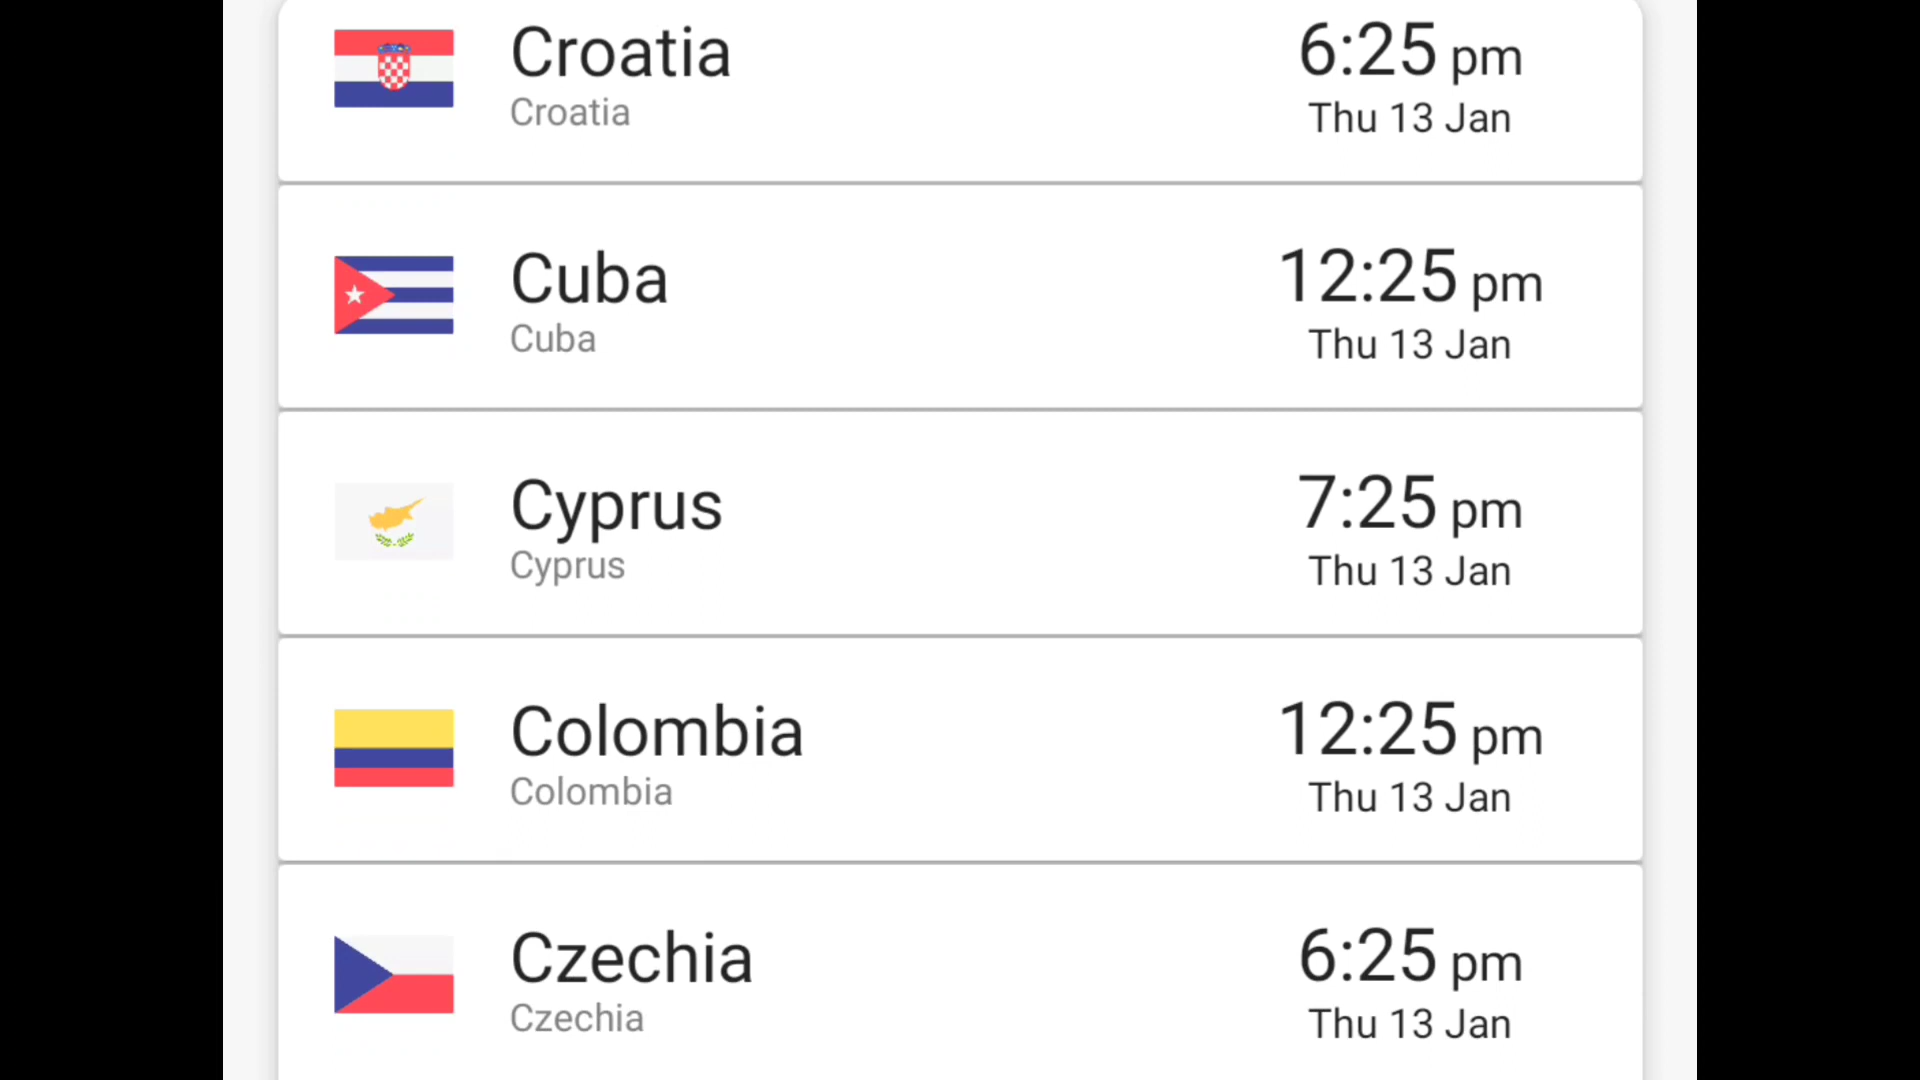 Croatia
6:25 pm
Croatia
Thu 13 Jan
Cuba
12:25 pm
Cuba
Thu 13 Jan
Cyprus
7:25 pm
Cyprus
Thu 13 Jan
Colombia
12:25 pm
Colombia
Thu 13 Jan
Czechia
6:25 pm
Czechia
Thu 13 Jan